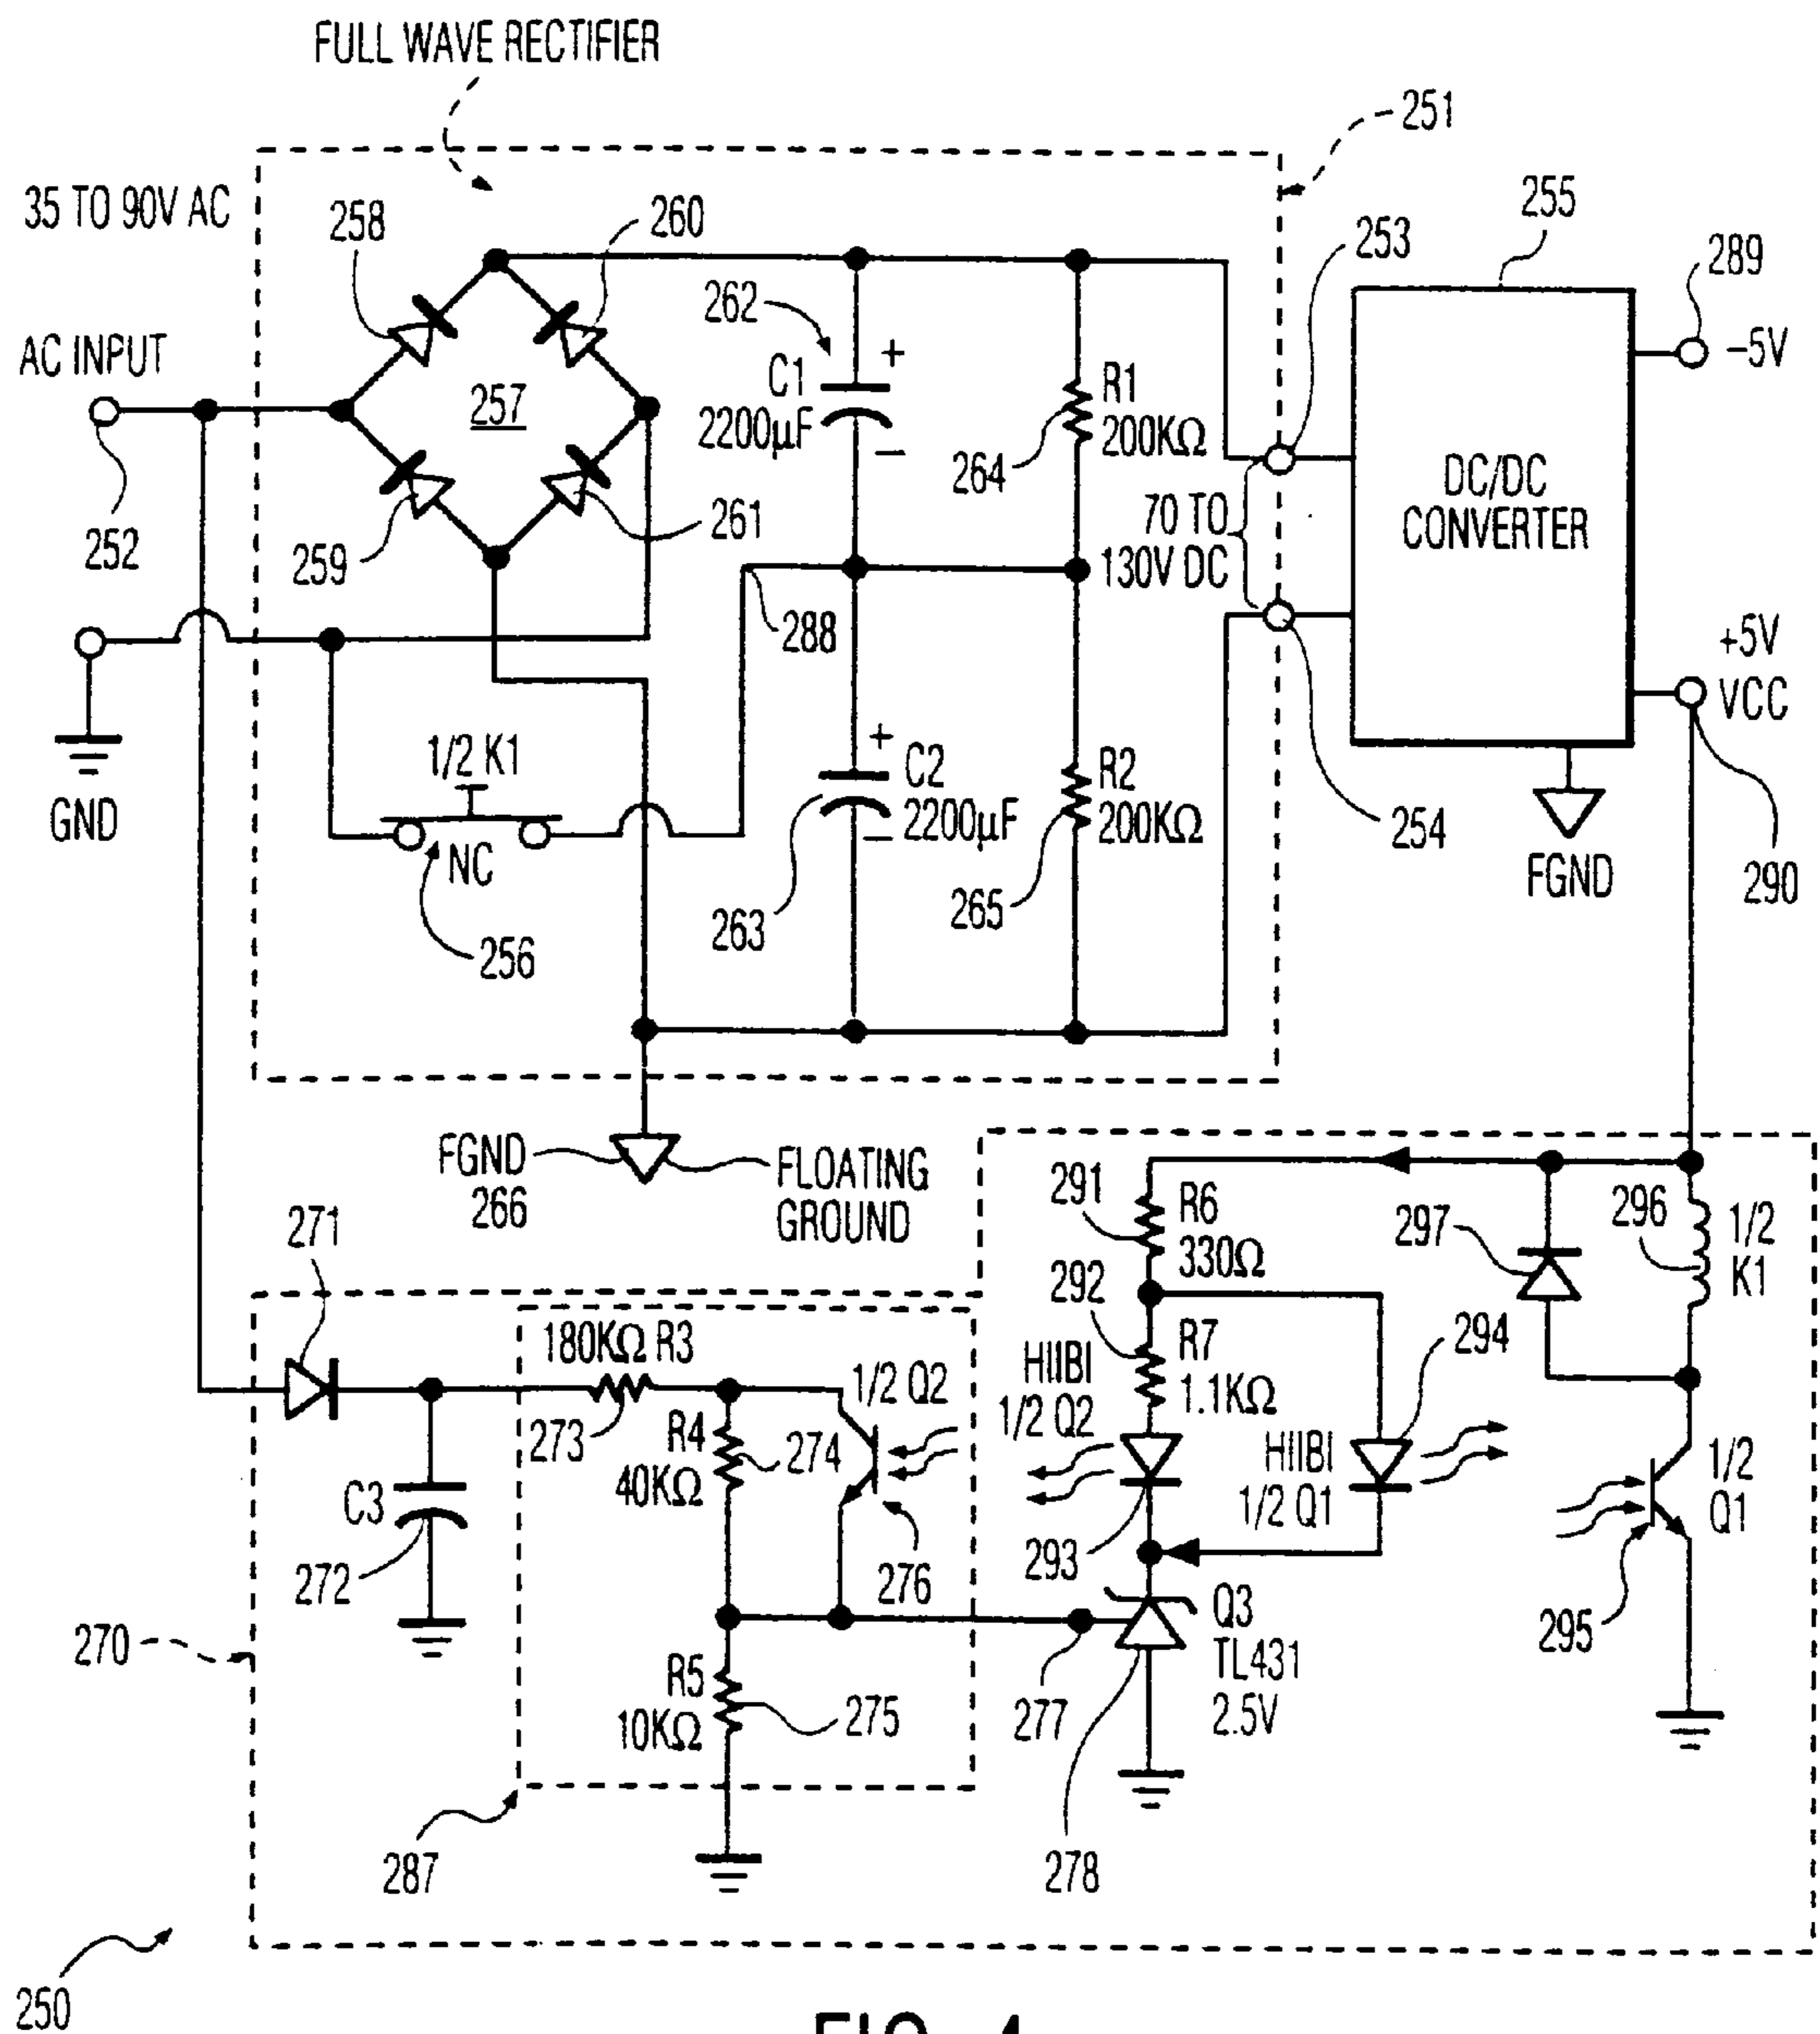 FULL WAVE RECTIFIER
251
35 TO 90V AC
258
260
253
255
289
AC INPUT
257
262
C1
2200µF
+
–
R1
200KΩ
264
–5V
252
259
261
70 TO
130V DC
DC/DC
CONVERTER
288
+5V
VCC
GND
1/2 K1
NC
256
+
C2
2200µF
–
263
R2
200KΩ
265
254
FGND
290
FGND
266
FLOATING
GROUND
271
291
R6
330Ω
292
297
296
1/2
K1
180KΩ R3
273
1/2 Q2
R4
40KΩ
274
HIIBI
1/2 Q2
R7
1.1KΩ
294
HIIBI
1/2 Q1
1/2
Q1
C3
272
276
293
Q3
TL431
2.5V
295
270
R5
10KΩ
275
277
278
287
250